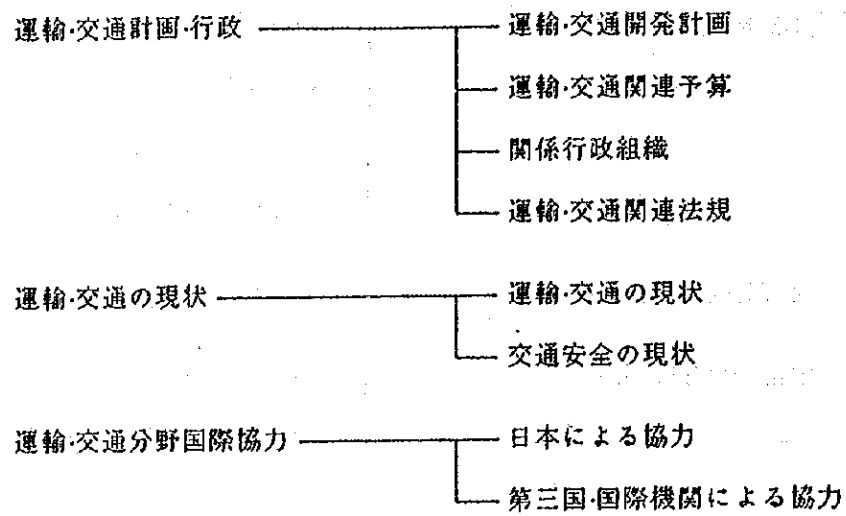 運輸·交通計画·行政
運輸·交通開発計画
運輸·交通関連予算
関係行政組織
運輸·交通関連法規
運輸·交通の現状
運輸·交通の現状
交通安全の現状
運輸·交通分野国際協力
日本による協力
第三国·国際機関による協力